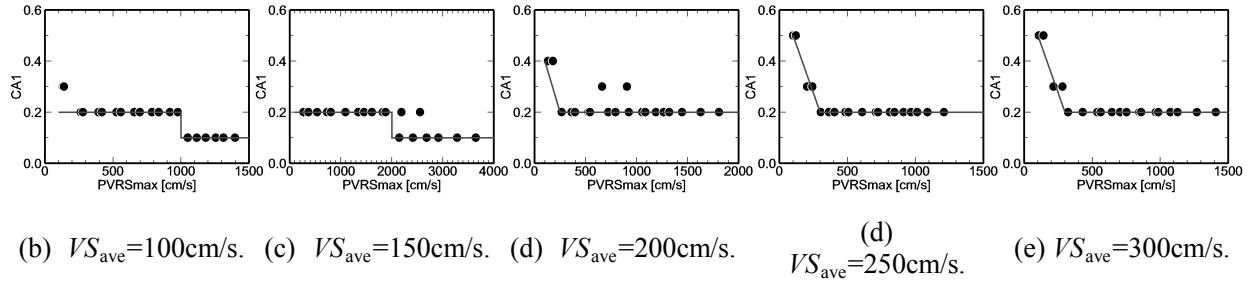 0.6 0.4 0.2 0.0 CA1 0 500 1000 1500 PVRSmax [cm/s]
0.6 0.4 0.2 0.0 CA1 0 1000 2000 3000 4000 PVRSmax [cm/s]
0.6 0.4 0.2 0.0 CA1 0 500 1000 1500 2000 PVRSmax [cm/s]
0.6 0.4 0.2 0.0 CA1 0 500 1000 1500 PVRSmax [cm/s]
0.6 0.4 0.2 0.0 CA1 0 500 1000 1500 PVRSmax [cm/s]
(b) VSave=100cm/s.
(c) VSave=150cm/s.
(d) VSave=200cm/s.
(d)
VSave=250cm/s.
(e) VSave=300cm/s.